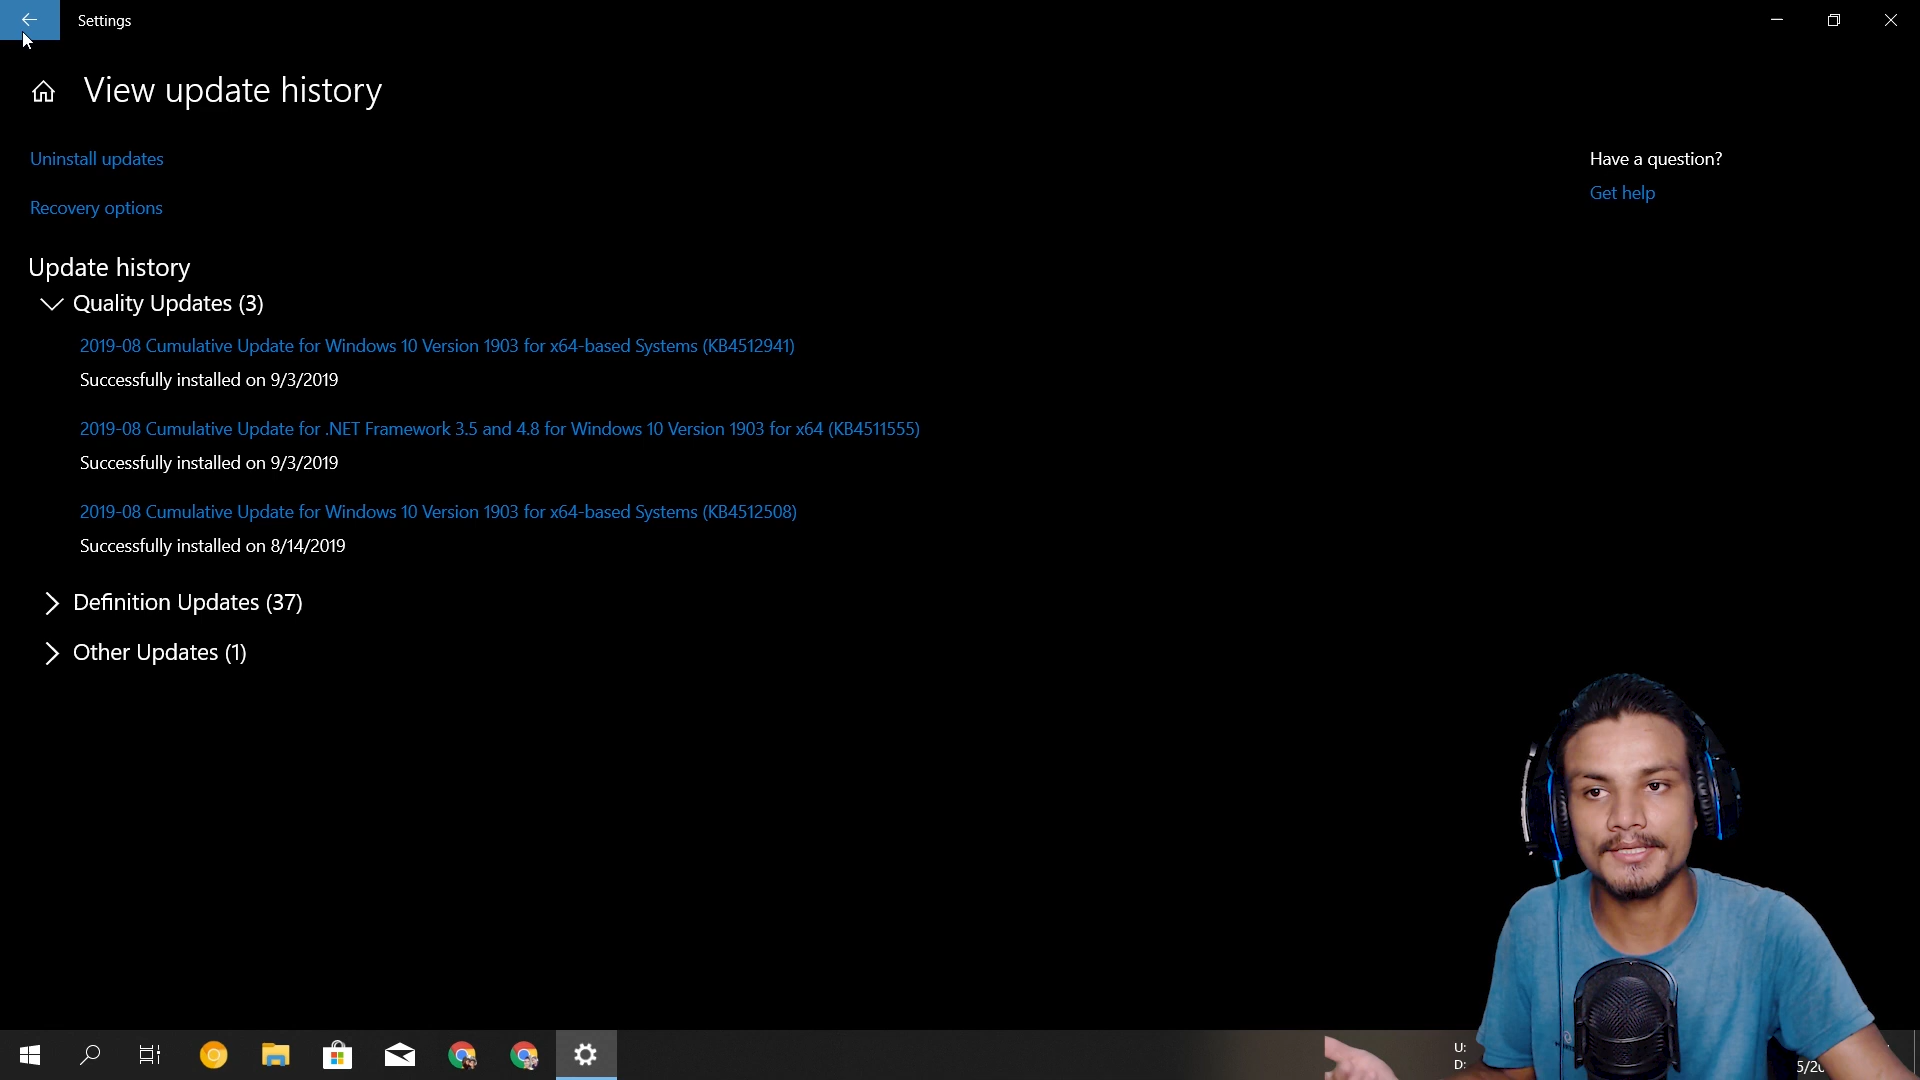 Settings
View update history
Uninstall updates
Recovery options
Have a question?
Get help
Update history
Quality Updates (3)
2019-08 Cumulative Update for Windows 10 Version 1903 for x64-based Systems (KB4512941)
Successfully installed on 9/3/2019
2019-08 Cumulative Update for .NET Framework 3.5 and 4.8 for Windows 10 Version 1903 for x64 (KB4511555)
Successfully installed on 9/3/2019
2019-08 Cumulative Update for Windows 10 Version 1903 for x64-based Systems (KB4512508)
Successfully installed on 8/14/2019
Definition Updates (37)
Other Updates (1)
U:
D: